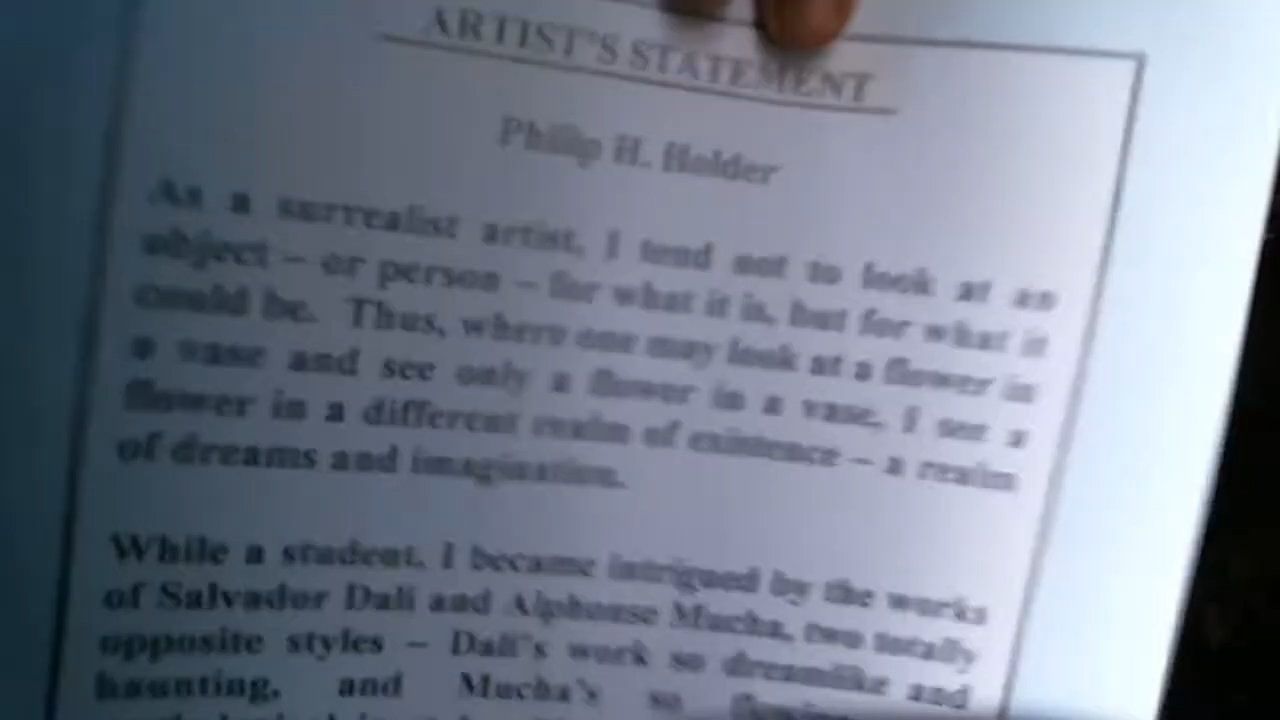 ARTIST'S STATEMENT
Philip H. Holder
As a surrealist artist, I tend not to look at an
object – or person – for what it is, but for what it
could be. Thus, where one may look at a flower in
a vase and see only a flower in a vase, I see a
flower in a different realm of existence – a realm
of dreams and imagination.
While a student, I became intrigued by the works
of Salvador Dali and Alphonse Mucha, two totally
opposite styles – Dali's work so dreamlike and
haunting, and Mucha's so